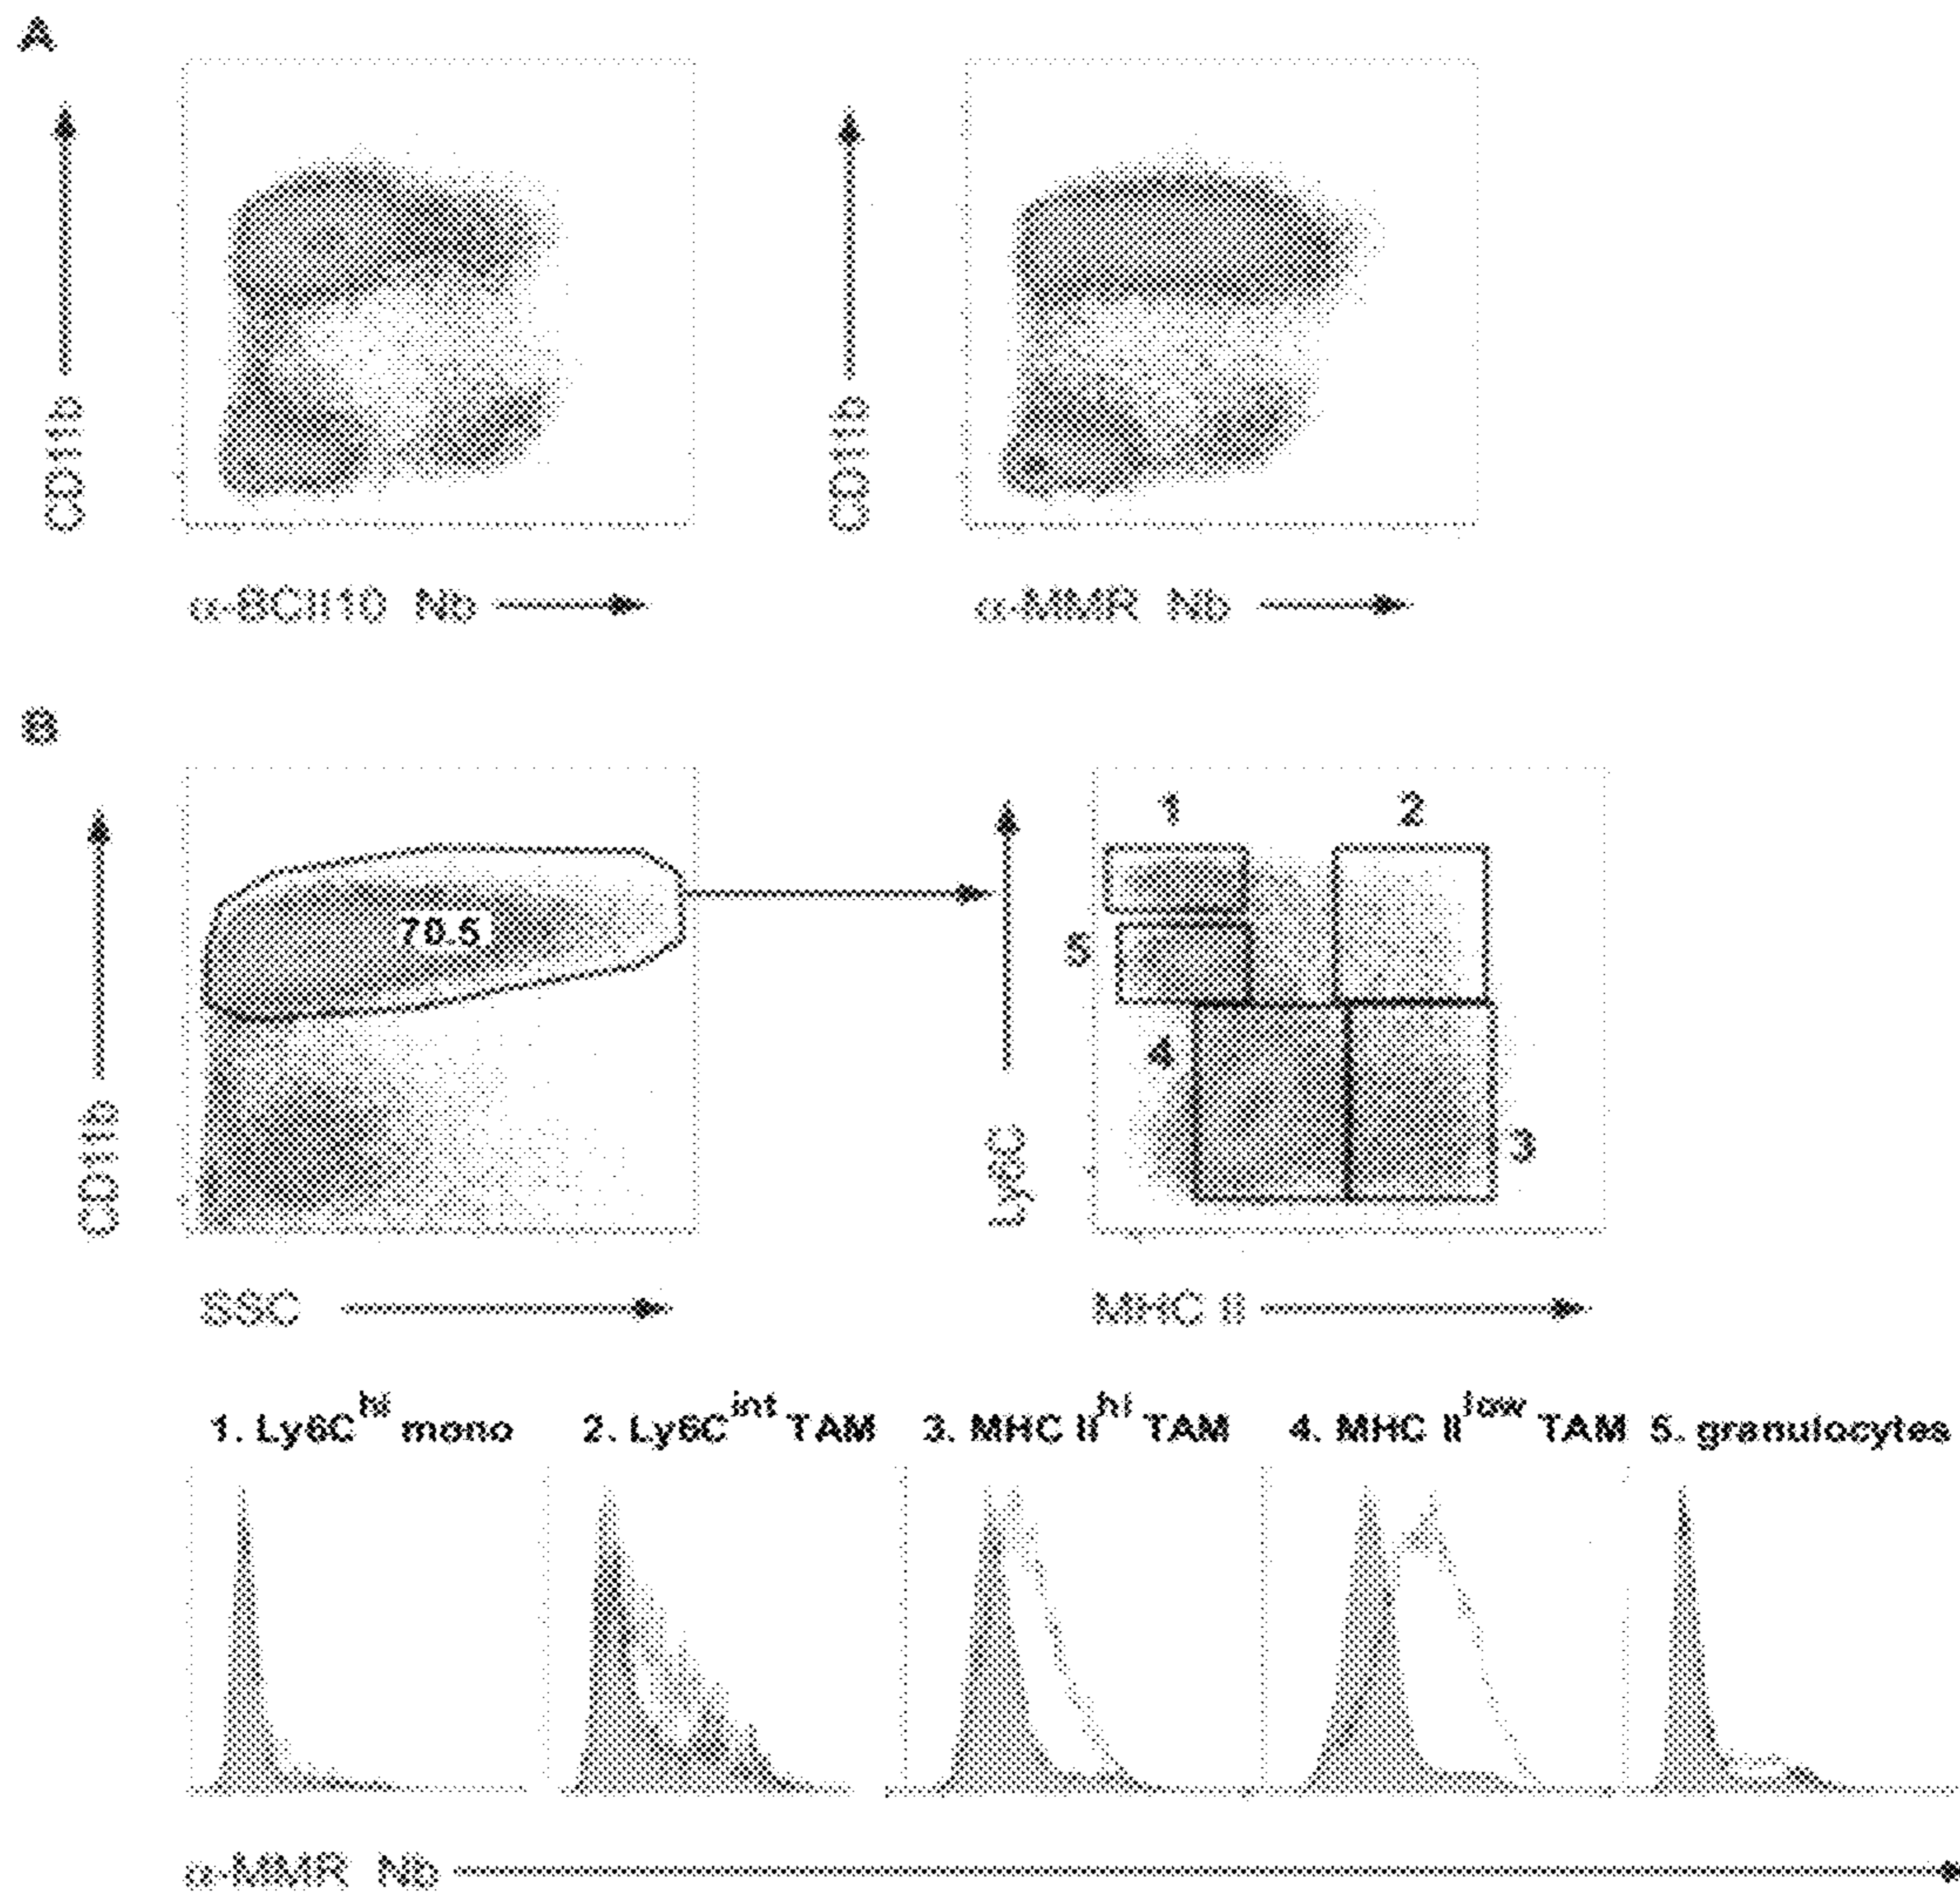 A
CD11b
CD11b
α-BCII10 Nb
α-MMR Nb
B
CD11b
70.5
Ly6C
1
2
5
4
3
SSC
MHC II
1. Ly6C^hi mono
2. Ly6C^int TAM
3. MHC II^hi TAM
4. MHC II^low TAM
5. granulocytes
α-MMR Nb